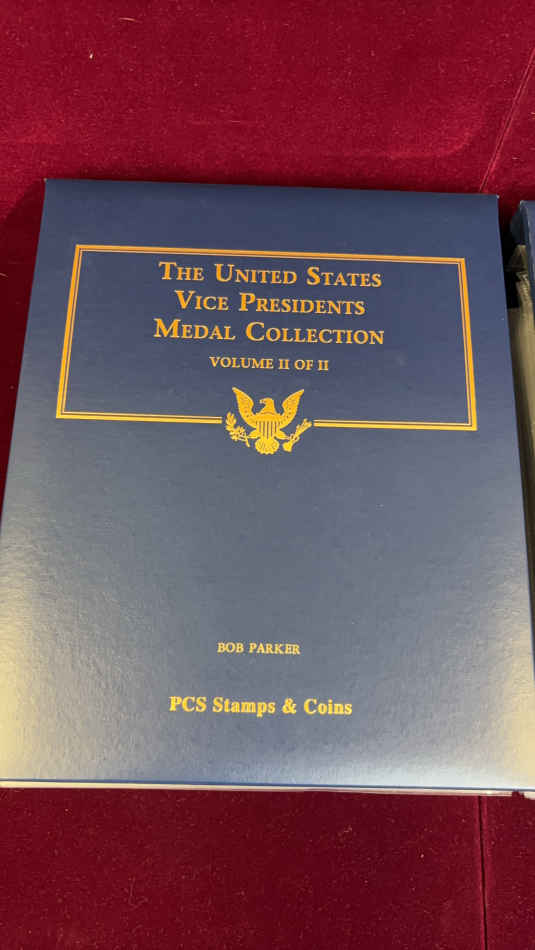 The United States
Vice Presidents
Medal Collection
VOLUME II OF II
BOB PARKER
PCS Stamps & Coins